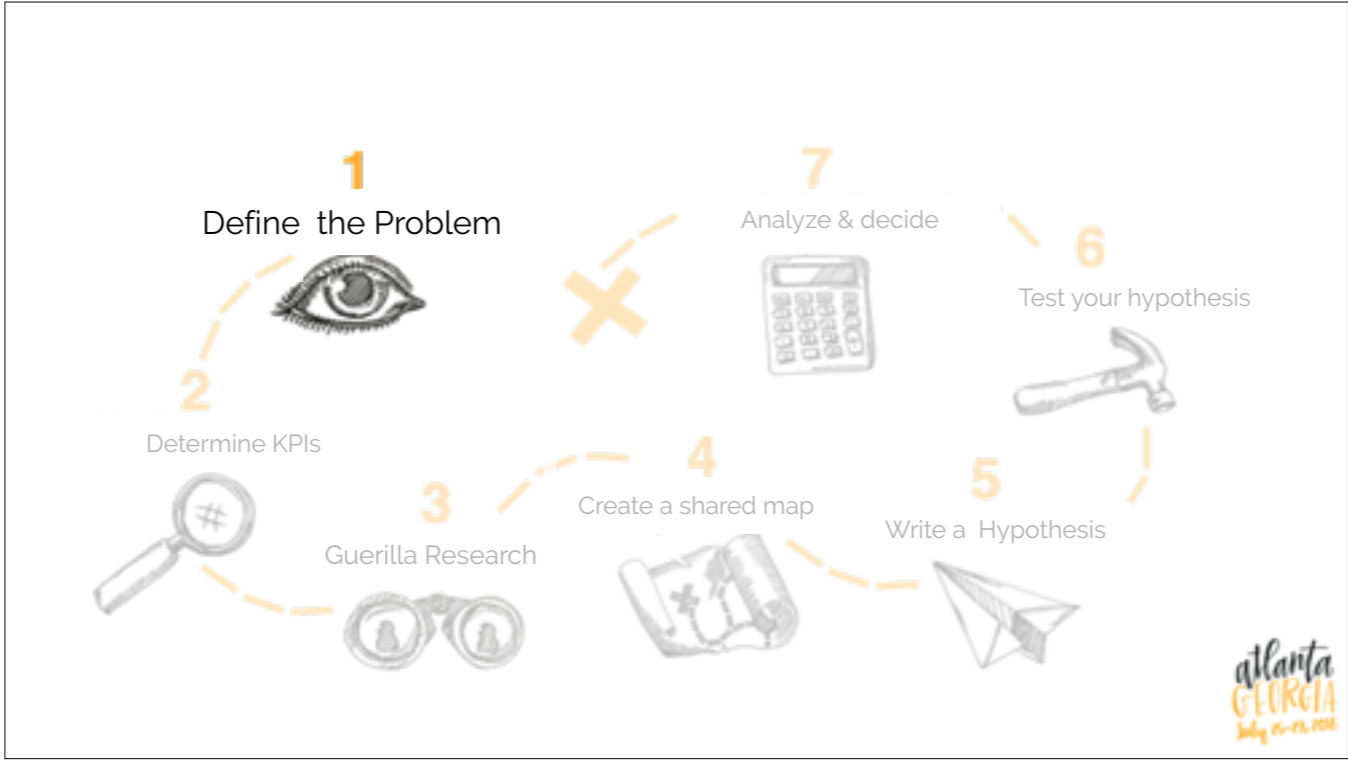 1
Define  the Problem
2
Determine KPIs
3
Guerilla Research
4
Create a shared map
5
Write a  Hypothesis
6
Test your hypothesis
7
Analyze & decide
atlanta
GEORGIA
July